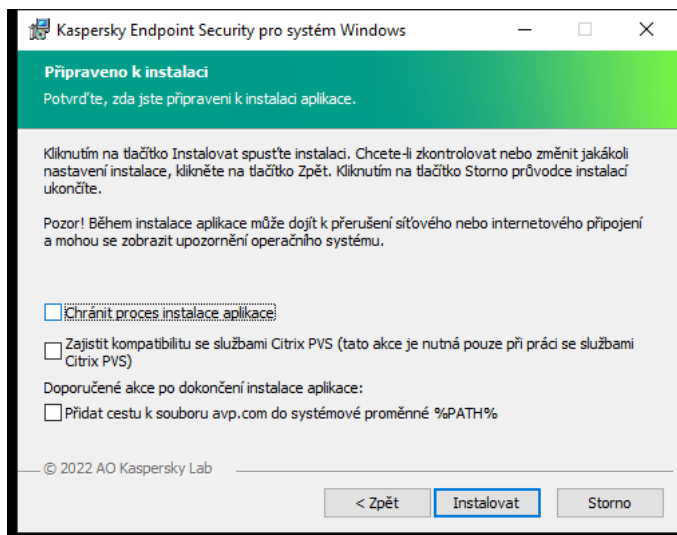 Kaspersky Endpoint Security pro systém Windows
Připraveno k instalaci
Potvrďte, zda jste připraveni k instalaci aplikace.
Kliknutím na tlačítko Instalovat spusťte instalaci. Chcete-li zkontrolovat nebo změnit jakákoli
nastavení instalace, klikněte na tlačítko Zpět. Kliknutím na tlačítko Storno průvodce instalací
ukončíte.
Pozor! Během instalace aplikace může dojít k přerušení síťového nebo internetového připojení
a mohou se zobrazit upozornění operačního systému.
Chránit proces instalace aplikace
Zajistit kompatibilitu se službami Citrix PVS (tato akce je nutná pouze při práci se službami
Citrix PVS)
Doporučené akce po dokončení instalace aplikace:
Přidat cestu k souboru avp.com do systémové proměnné %PATH%
© 2022 AO Kaspersky Lab
< Zpět
Instalovat
Storno